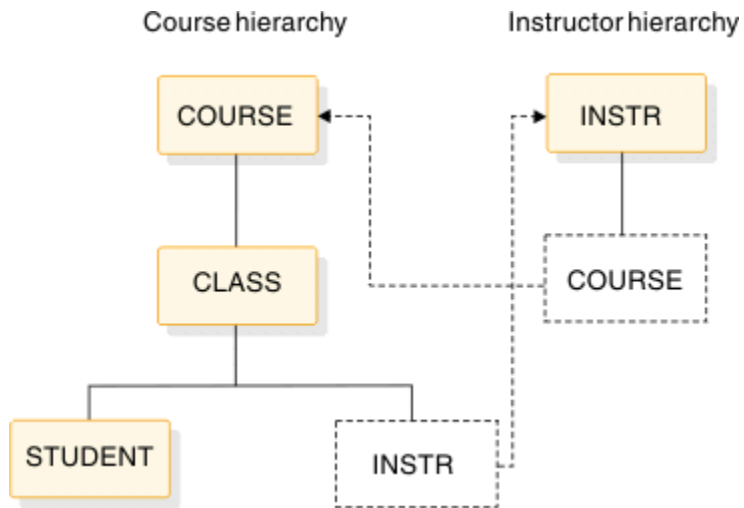 Course hierarchy
Instructor hierarchy
COURSE
INSTR
CLASS
COURSE
STUDENT
INSTR